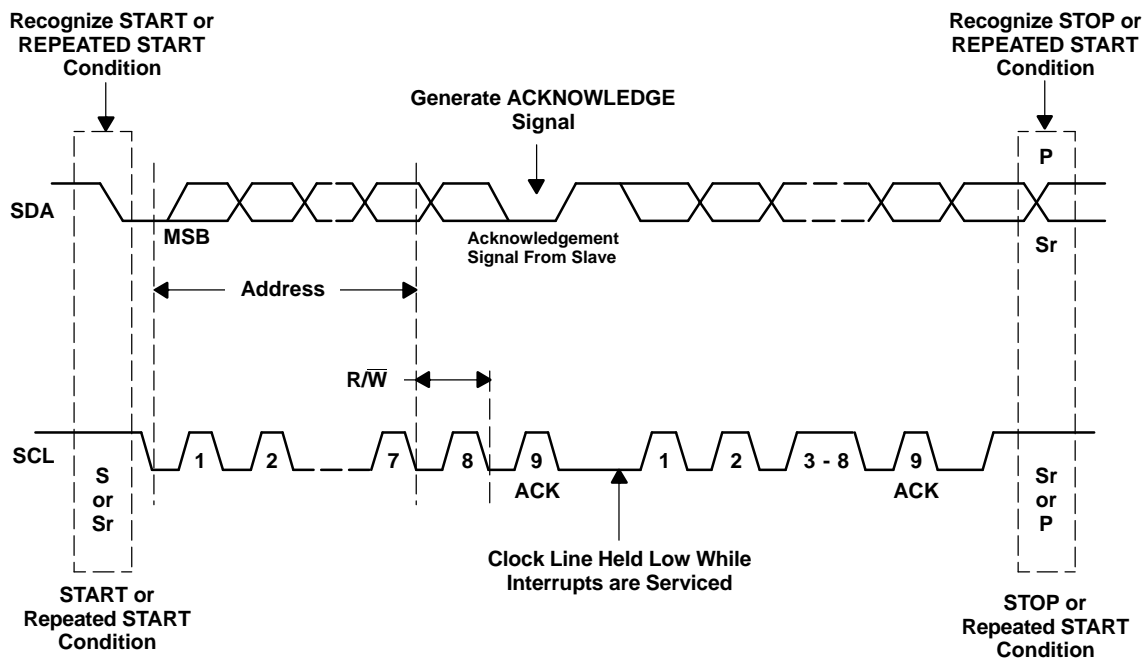 Recognize START or
REPEATED START
Condition
Recognize STOP or
REPEATED START
Condition
Generate ACKNOWLEDGE
Signal
P
SDA
MSB
Acknowledgement
Signal From Slave
Sr
Address
R/W̅
SCL
1
2
7
8
9
1
2
3 - 8
9
ACK
ACK
S
or
Sr
Sr
or
P
Clock Line Held Low While
Interrupts are Serviced
START or
Repeated START
Condition
STOP or
Repeated START
Condition